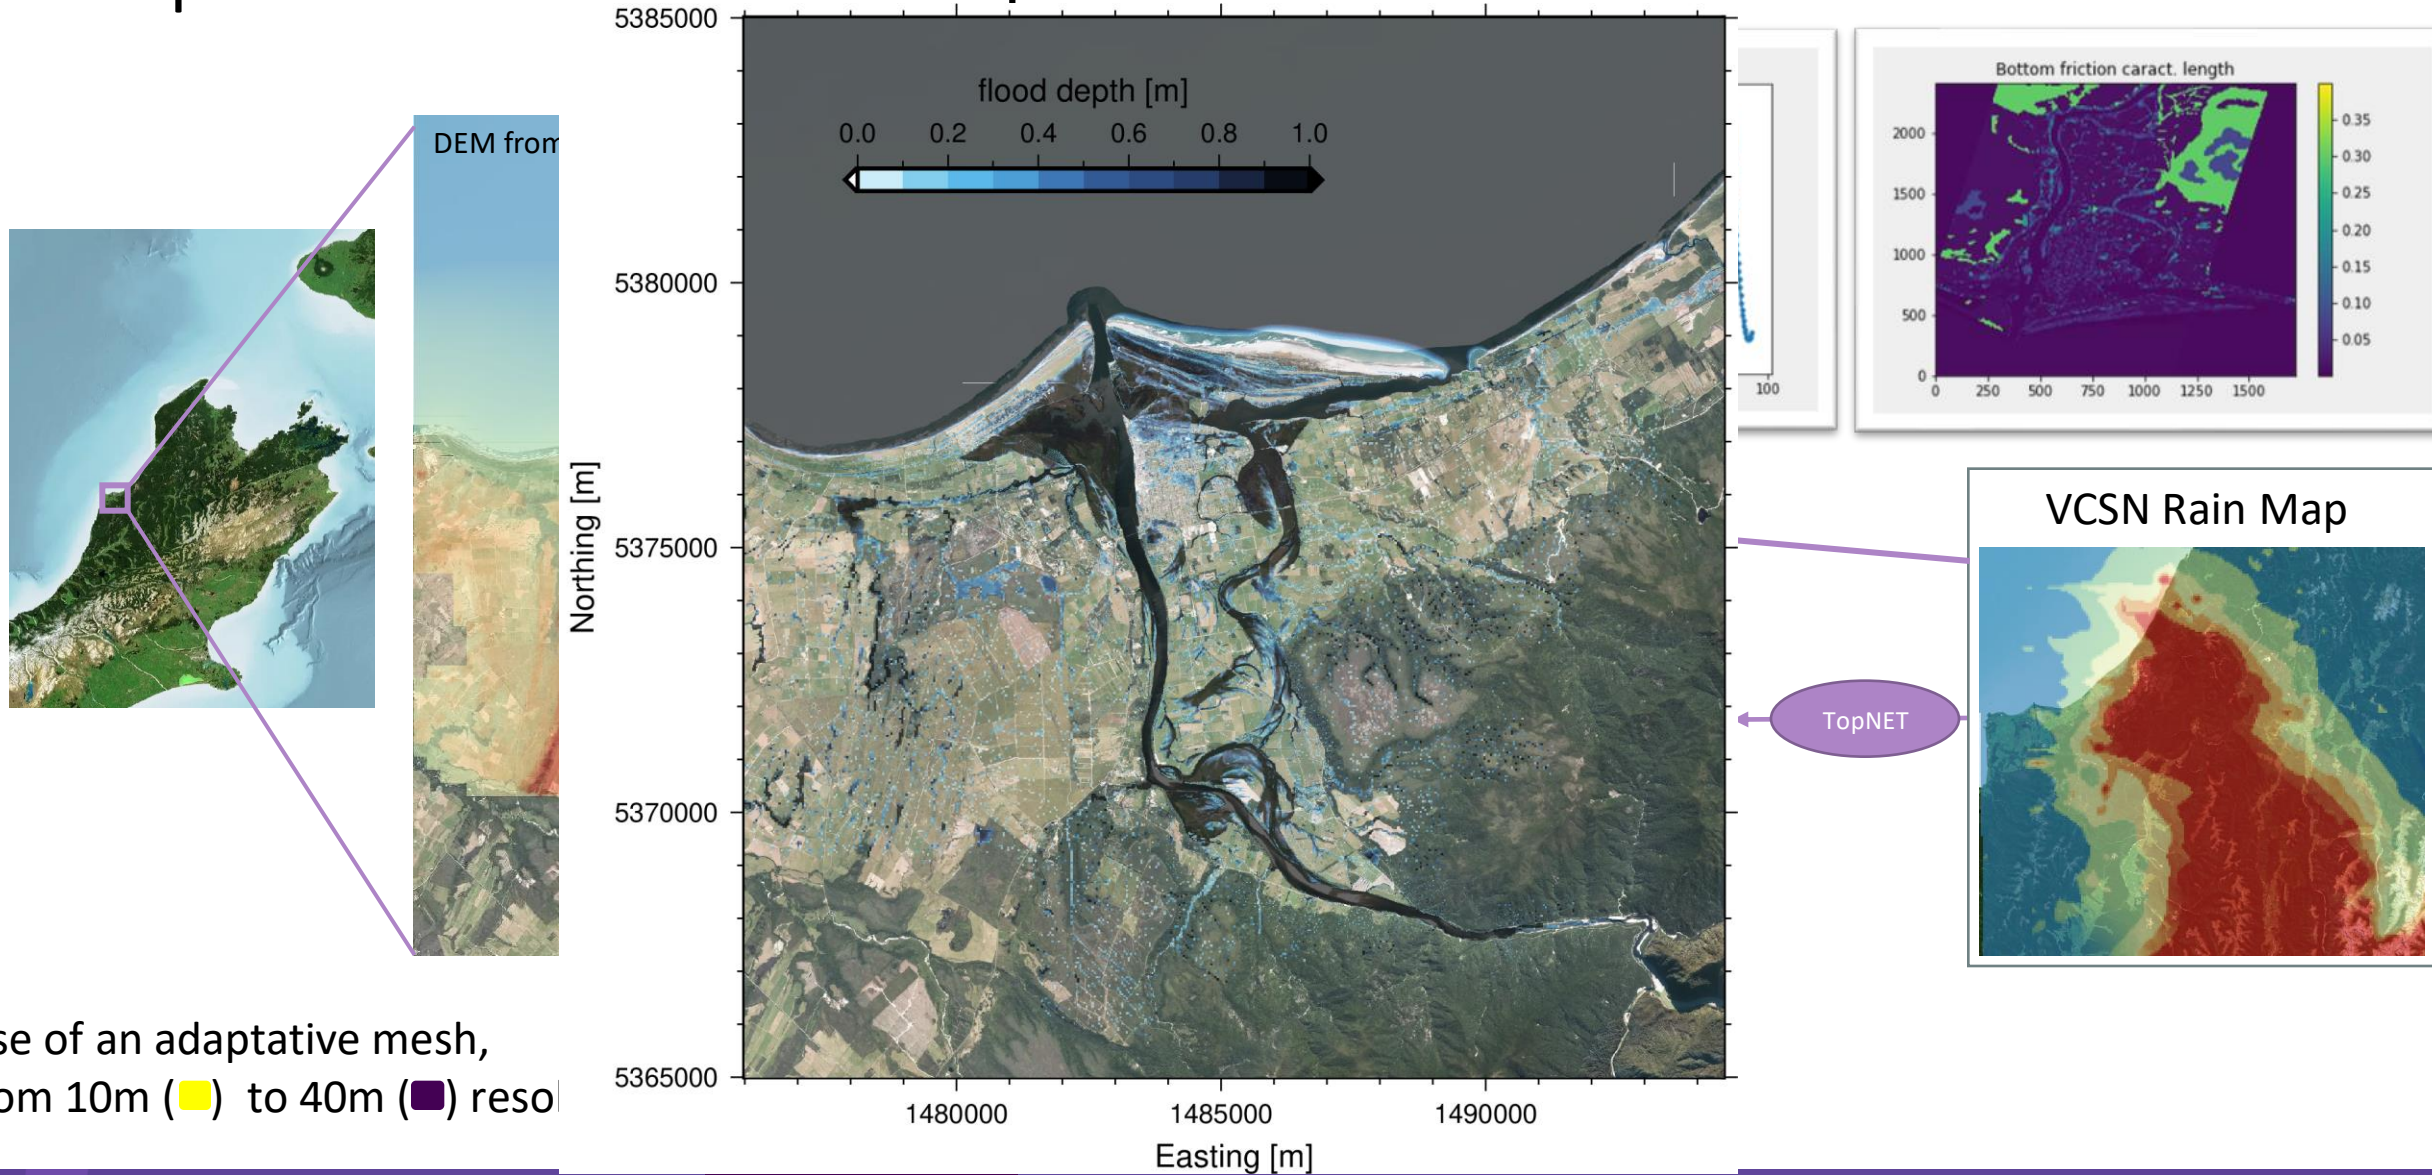 5385000
flood depth [m]
0.0 0.2 0.4 0.6 0.8 1.0
5380000
5375000
5370000
5365000
Northing [m]
1480000 1485000 1490000
Easting [m]
DEM from
se of an adaptative mesh,
om 10m ( ) to 40m ( ) resol
100
Bottom friction caract. length
2000
1500
1000
500
0
0 250 500 750 1000 1250 1500
0.35
0.30
0.25
0.20
0.15
0.10
0.05
VCSN Rain Map
TopNET